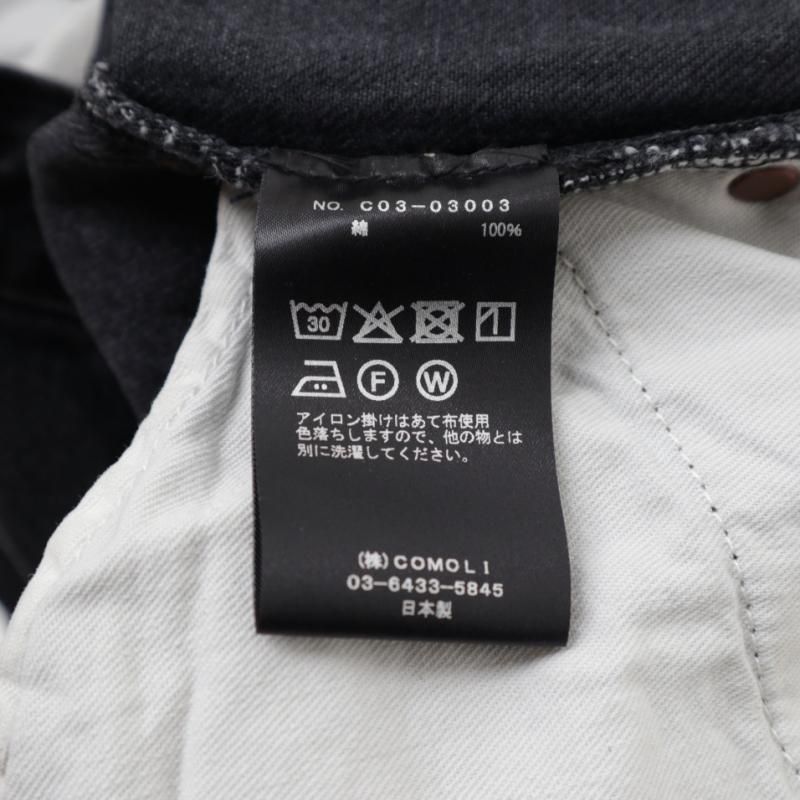 NO. C03-03003
綿 100%
30
F W
アイロン掛けはあて布使用
色落ちしますので、他の物とは
別に洗濯してください。
(株)COMOLI
03-6433-5845
日本製